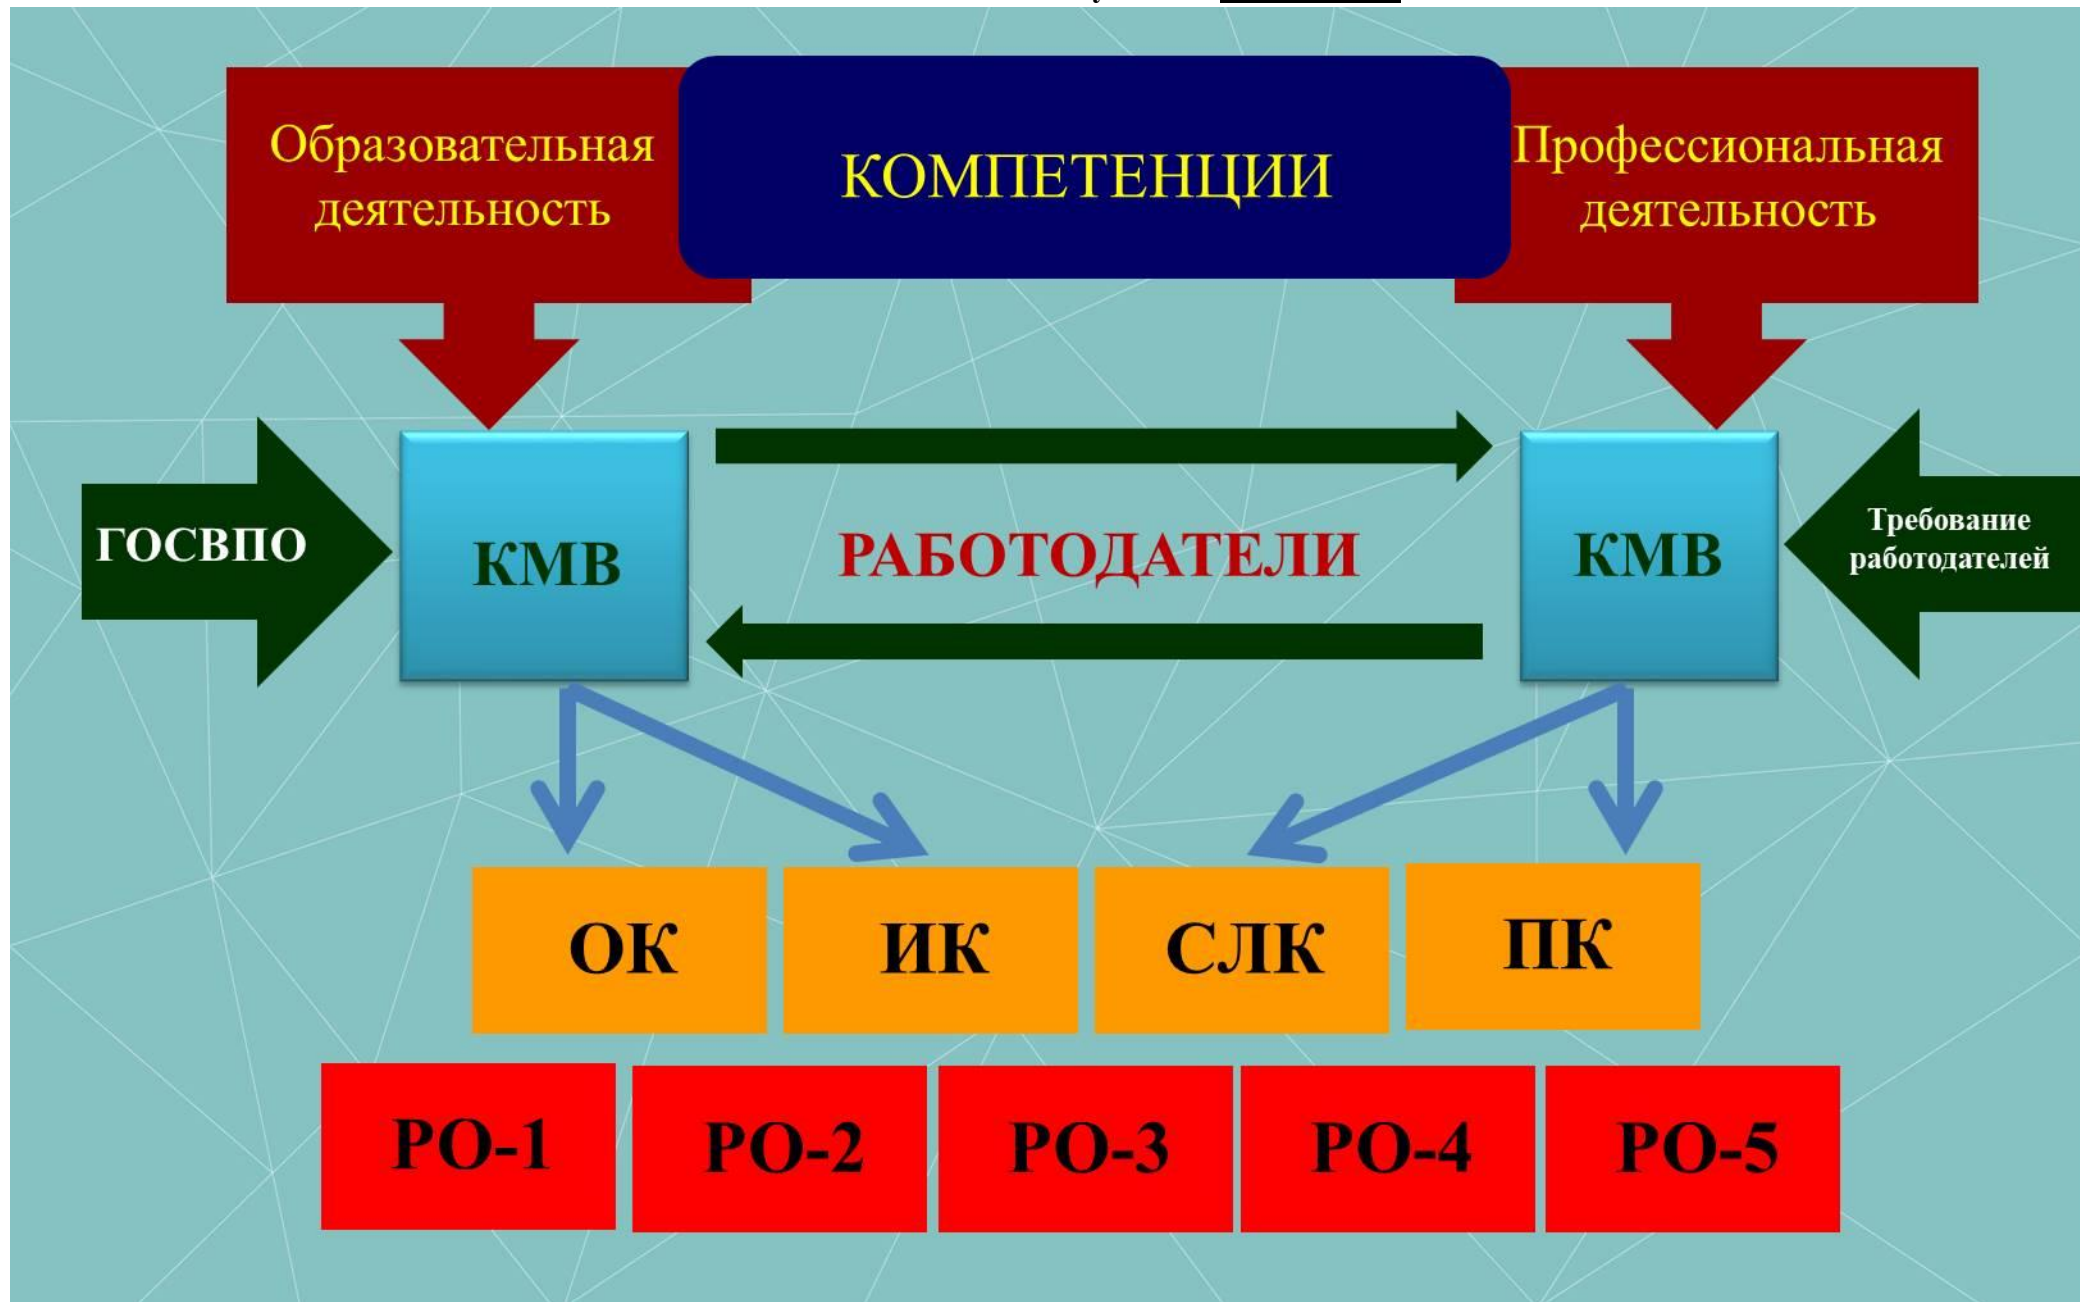 Образовательная
деятельность
КОМПЕТЕНЦИИ
Профессиональная
деятельность
ГОСВПО
КМВ
РАБОТОДАТЕЛИ
КМВ
Требование
работодателей
ОК
ИК
СЛК
ПК
РО-1
РО-2
РО-3
РО-4
РО-5